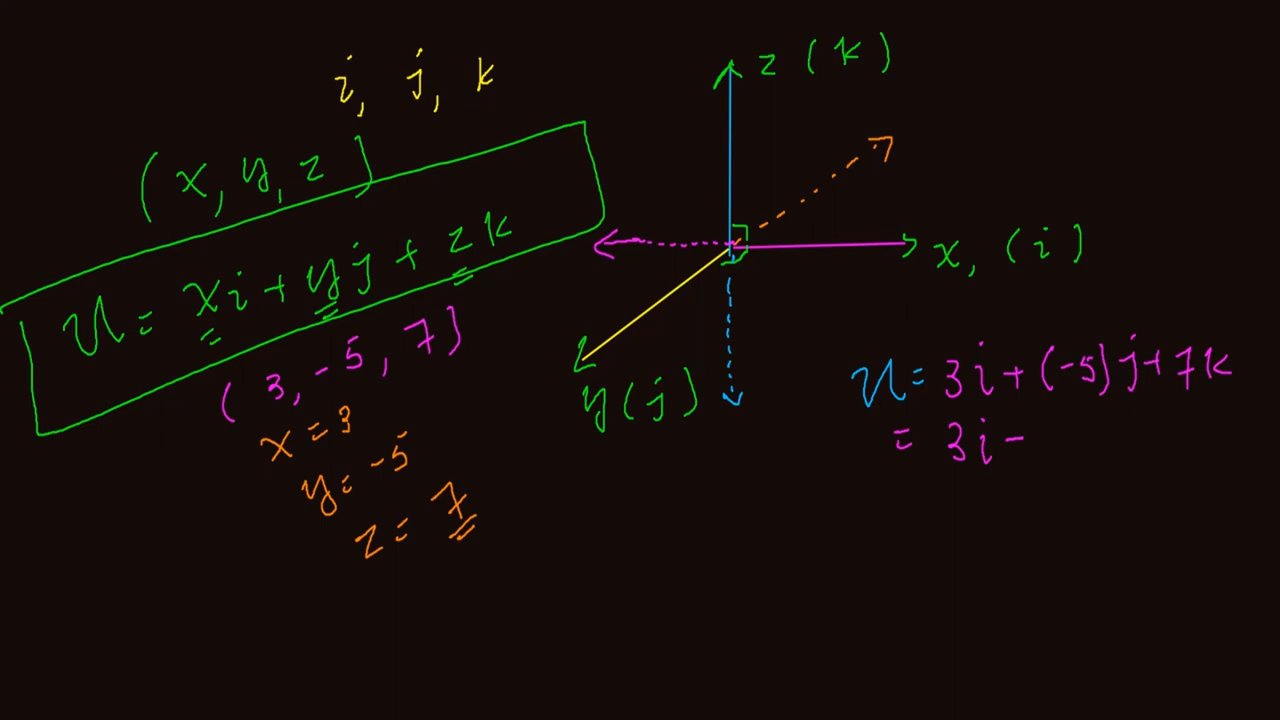 i, j, k
(x, y, z)
u = xi + yj + zk
(3, -5, 7)
x = 3
y = -5
z = 7
z (k)
x, (i)
y (j)
u = 3i + (-5)j + 7k
= 3i -